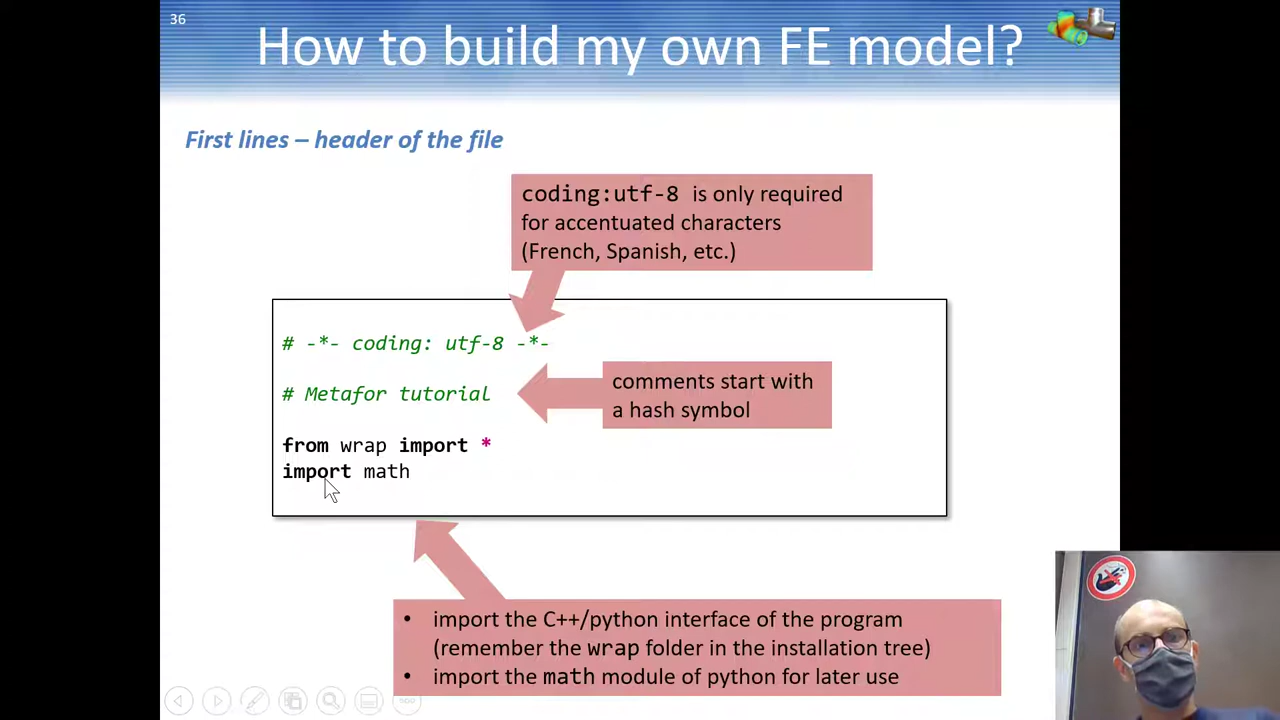 36
How to build my own FE model?
First lines – header of the file
coding:utf-8 is only required
for accentuated characters
(French, Spanish, etc.)
# -*- coding: utf-8 -*-
# Metafor tutorial
comments start with
a hash symbol
from wrap import *
import math
• import the C++/python interface of the program
(remember the wrap folder in the installation tree)
• import the math module of python for later use